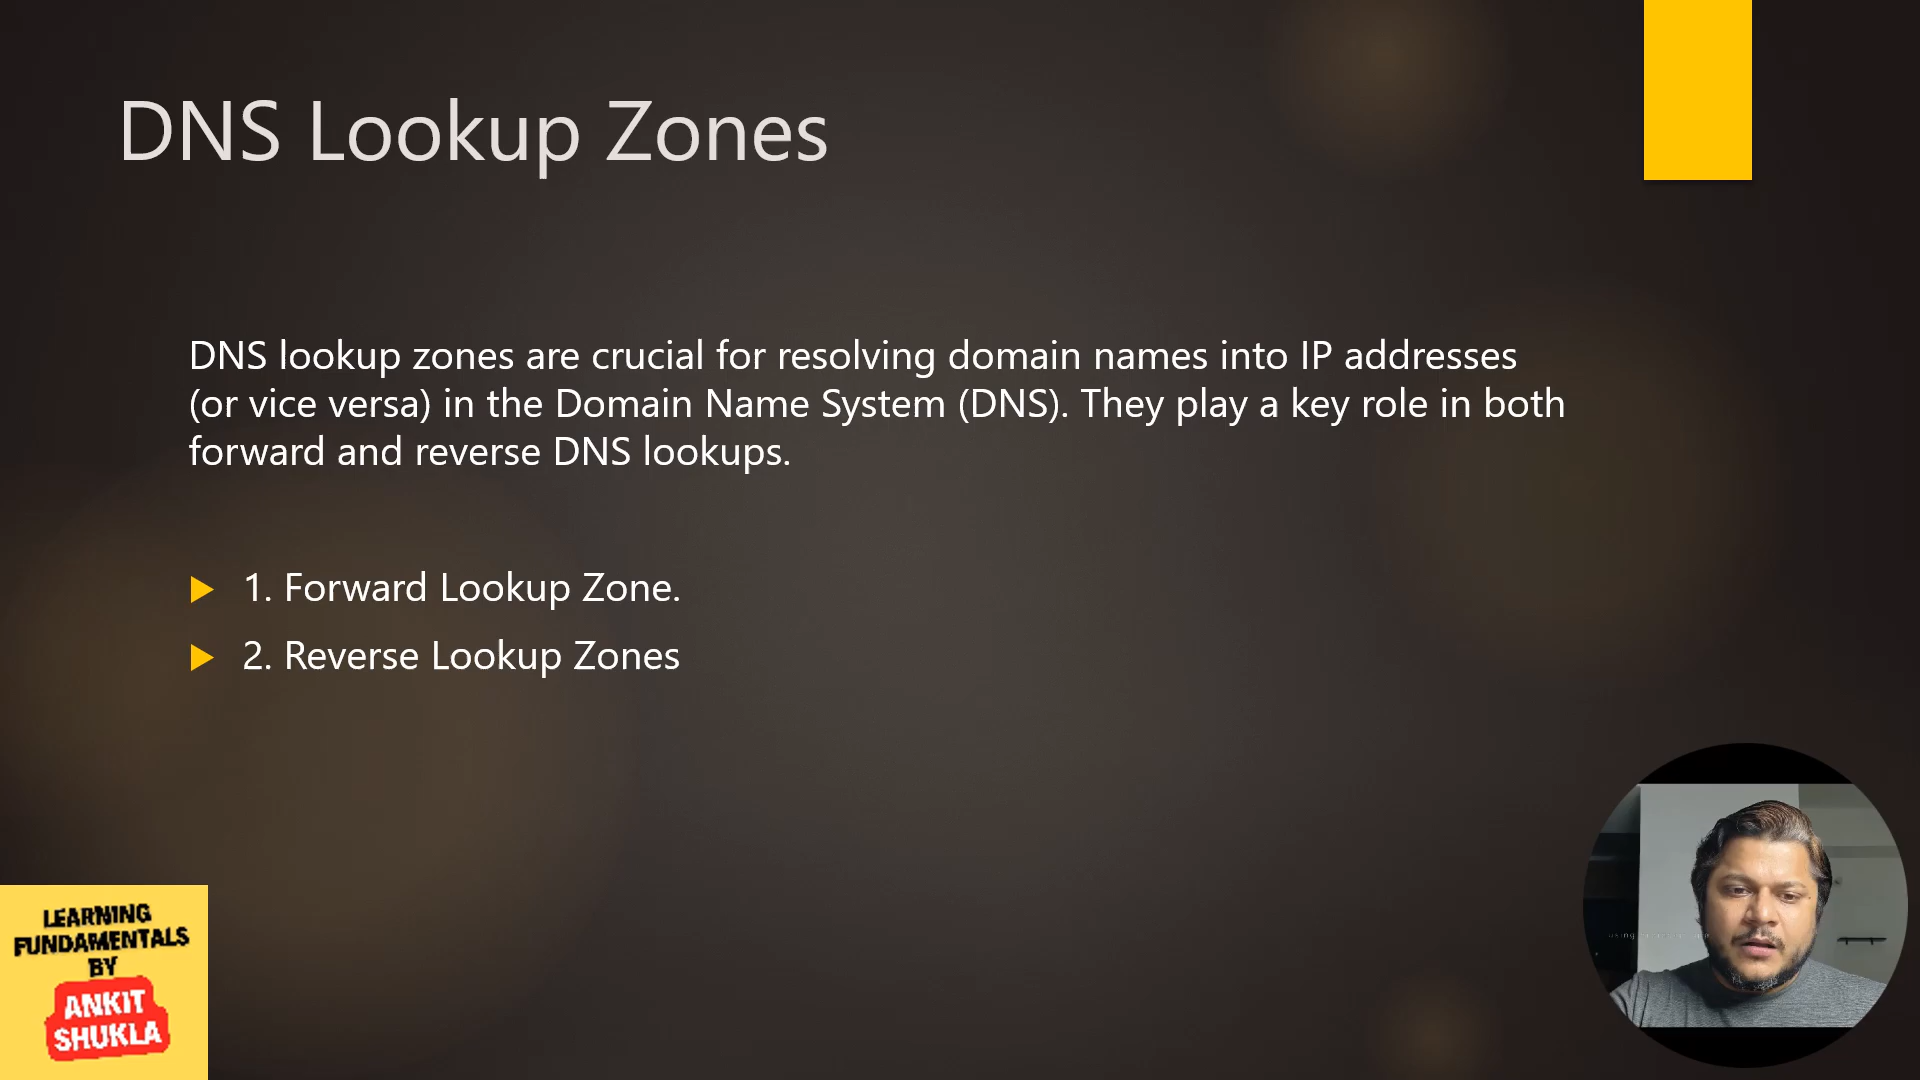 DNS Lookup Zones
DNS lookup zones are crucial for resolving domain names into IP addresses
(or vice versa) in the Domain Name System (DNS). They play a key role in both
forward and reverse DNS lookups.
1. Forward Lookup Zone.
2. Reverse Lookup Zones
LEARNING
FUNDAMENTALS
BY
ANKIT
SHUKLA